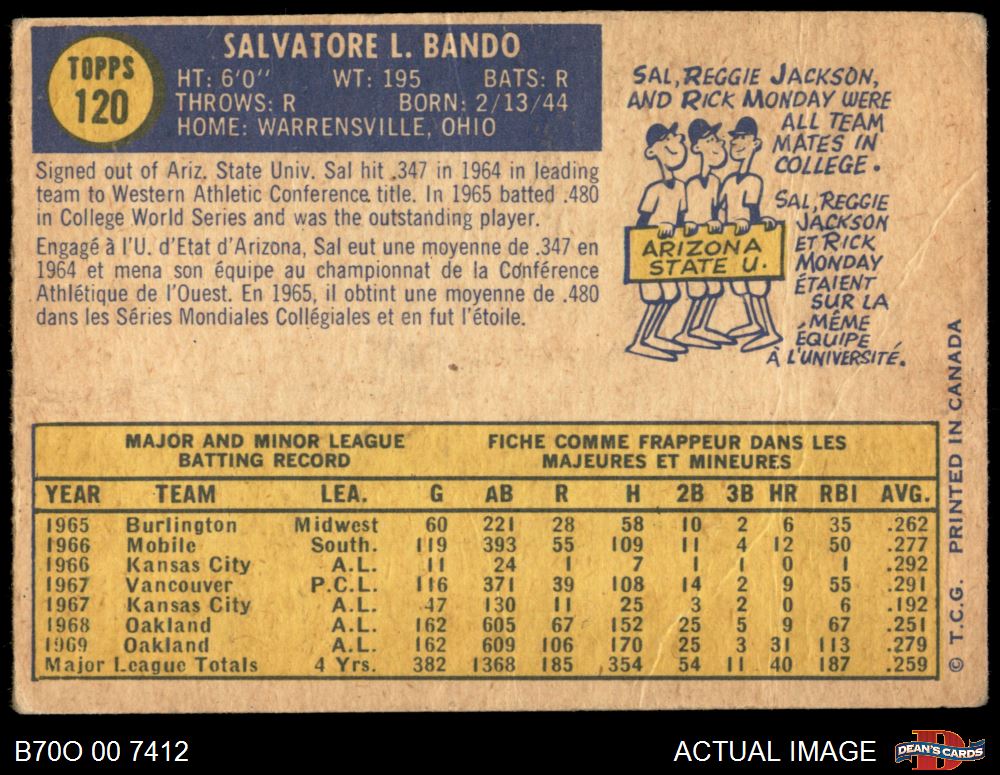 TOPPS
120
SALVATORE L. BANDO
HT: 6'0" WT: 195 BATS: R
THROWS: R BORN: 2/13/44
HOME: WARRENSVILLE, OHIO
Signed out of Ariz. State Univ. Sal hit .347 in 1964 in leading
team to Western Athletic Conference title. In 1965 batted .480
in College World Series and was the outstanding player.
Engagé à l'U. d'Etat d'Arizona, Sal eut une moyenne de .347 en
1964 et mena son équipe au championnat de la Conférence
Athlétique de l'Ouest. En 1965, il obtint une moyenne de .480
dans les Séries Mondiales Collégiales et en fut l'étoile.
SAL, REGGIE JACKSON,
AND RICK MONDAY WERE
ALL TEAM
MATES IN
COLLEGE.
SAL, REGGIE
JACKSON
ET RICK
MONDAY
ÉTAIENT
SUR LA
MÊME
ÉQUIPE
À L'UNIVERSITÉ.
ARIZONA
STATE U.
MAJOR AND MINOR LEAGUE
BATTING RECORD
FICHE COMME FRAPPEUR DANS LES
MAJEURES ET MINEURES
YEAR TEAM LEA. G AB R H 2B 3B HR RBI AVG.
1965 Burlington Midwest 60 221 28 58 10 2 6 35 .262
1966 Mobile South. 119 393 55 109 11 4 12 50 .277
1966 Kansas City A.L. 11 24 1 7 1 1 0 1 .292
1967 Vancouver P.C.L. 116 371 39 108 14 2 9 55 .291
1967 Kansas City A.L. 47 130 11 25 3 2 0 6 .192
1968 Oakland A.L. 162 605 67 152 25 5 9 67 .251
1969 Oakland A.L. 162 609 106 170 25 3 31 113 .279
Major League Totals 4 Yrs. 382 1368 185 354 54 11 40 187 .259
© T.C.G. PRINTED IN CANADA
B70O 00 7412
ACTUAL IMAGE
D
DEAN'S CARDS